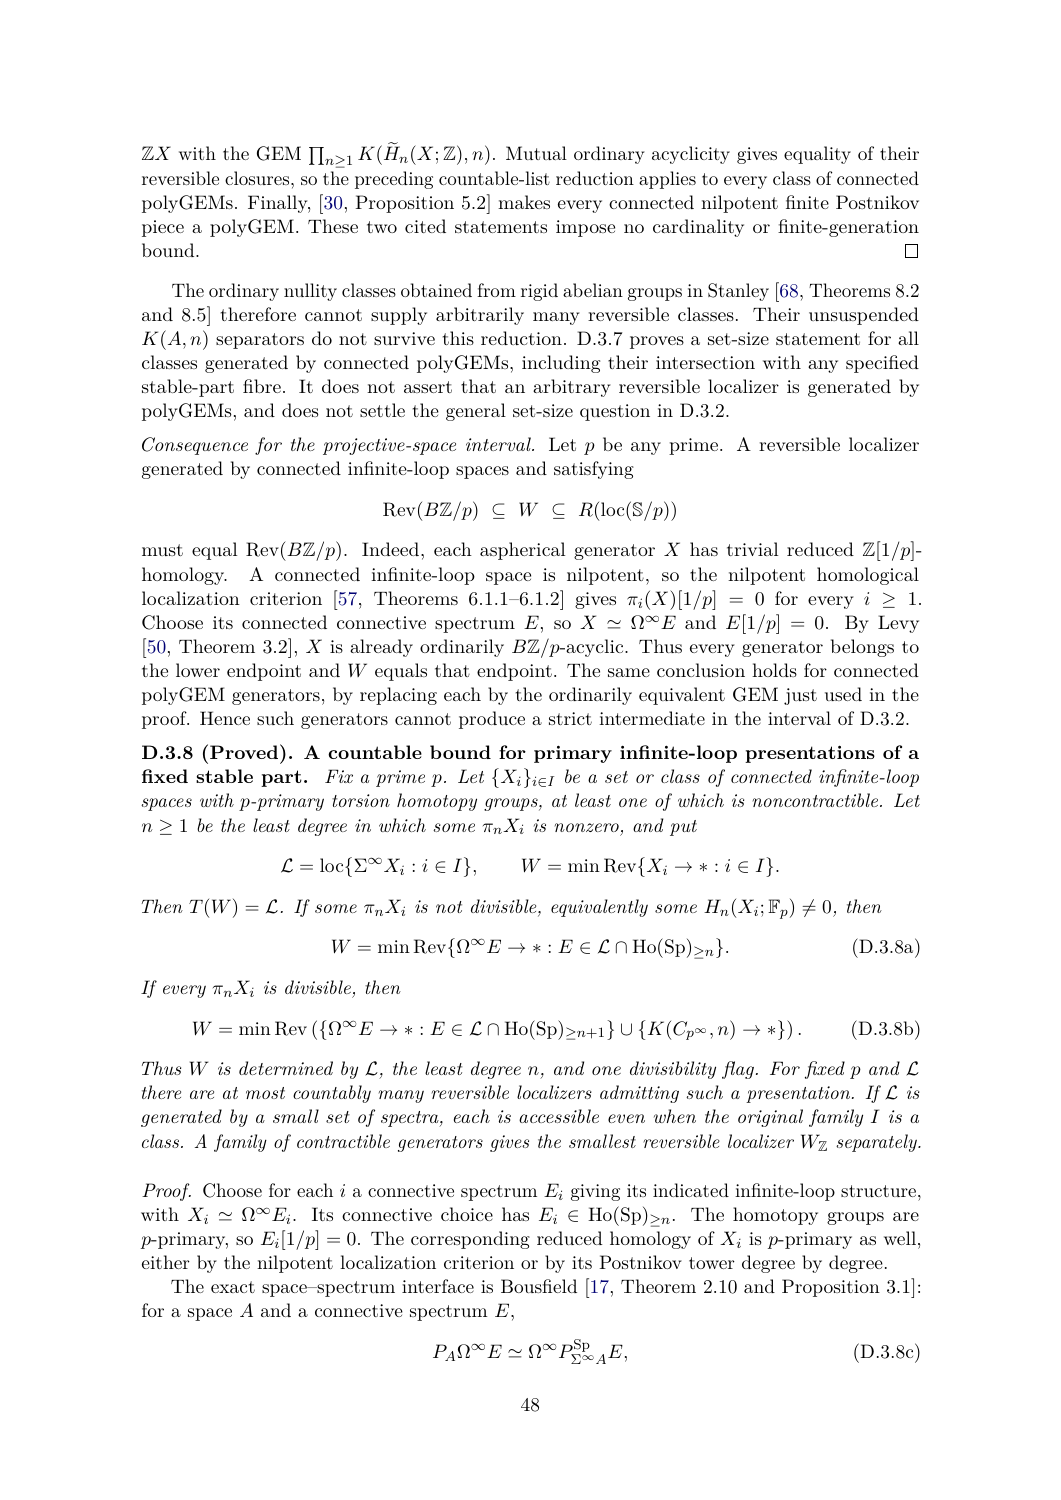 ℤX with the GEM ∏_{n≥1} K(H̃_n(X;ℤ), n). Mutual ordinary acyclicity gives equality of their
reversible closures, so the preceding countable-list reduction applies to every class of connected
polyGEMs. Finally, [30, Proposition 5.2] makes every connected nilpotent finite Postnikov
piece a polyGEM. These two cited statements impose no cardinality or finite-generation
bound. □
The ordinary nullity classes obtained from rigid abelian groups in Stanley [68, Theorems 8.2
and 8.5] therefore cannot supply arbitrarily many reversible classes. Their unsuspended
K(A, n) separators do not survive this reduction. D.3.7 proves a set-size statement for all
classes generated by connected polyGEMs, including their intersection with any specified
stable-part fibre. It does not assert that an arbitrary reversible localizer is generated by
polyGEMs, and does not settle the general set-size question in D.3.2.
Consequence for the projective-space interval. Let p be any prime. A reversible localizer
generated by connected infinite-loop spaces and satisfying
Rev(Bℤ/p) ⊆ W ⊆ R(loc(𝕊/p))
must equal Rev(Bℤ/p). Indeed, each aspherical generator X has trivial reduced ℤ[1/p]-
homology. A connected infinite-loop space is nilpotent, so the nilpotent homological
localization criterion [57, Theorems 6.1.1–6.1.2] gives π_i(X)[1/p] = 0 for every i ≥ 1.
Choose its connected connective spectrum E, so X ≃ Ω^∞E and E[1/p] = 0. By Levy
[50, Theorem 3.2], X is already ordinarily Bℤ/p-acyclic. Thus every generator belongs to
the lower endpoint and W equals that endpoint. The same conclusion holds for connected
polyGEM generators, by replacing each by the ordinarily equivalent GEM just used in the
proof. Hence such generators cannot produce a strict intermediate in the interval of D.3.2.
D.3.8 (Proved). A countable bound for primary infinite-loop presentations of a
fixed stable part. Fix a prime p. Let {X_i}_{i∈I} be a set or class of connected infinite-loop
spaces with p-primary torsion homotopy groups, at least one of which is noncontractible. Let
n ≥ 1 be the least degree in which some π_nX_i is nonzero, and put
ℒ = loc{Σ^∞X_i : i ∈ I}, W = min Rev{X_i → ∗ : i ∈ I}.
Then T(W) = ℒ. If some π_nX_i is not divisible, equivalently some H_n(X_i; 𝔽_p) ≠ 0, then
W = min Rev{Ω^∞E → ∗ : E ∈ ℒ ∩ Ho(Sp)_{≥n}}. (D.3.8a)
If every π_nX_i is divisible, then
W = min Rev ({Ω^∞E → ∗ : E ∈ ℒ ∩ Ho(Sp)_{≥n+1}} ∪ {K(C_{p^∞}, n) → ∗}) . (D.3.8b)
Thus W is determined by ℒ, the least degree n, and one divisibility flag. For fixed p and ℒ
there are at most countably many reversible localizers admitting such a presentation. If ℒ is
generated by a small set of spectra, each is accessible even when the original family I is a
class. A family of contractible generators gives the smallest reversible localizer W_ℤ separately.
Proof. Choose for each i a connective spectrum E_i giving its indicated infinite-loop structure,
with X_i ≃ Ω^∞E_i. Its connective choice has E_i ∈ Ho(Sp)_{≥n}. The homotopy groups are
p-primary, so E_i[1/p] = 0. The corresponding reduced homology of X_i is p-primary as well,
either by the nilpotent localization criterion or by its Postnikov tower degree by degree.
The exact space–spectrum interface is Bousfield [17, Theorem 2.10 and Proposition 3.1]:
for a space A and a connective spectrum E,
P_AΩ^∞E ≃ Ω^∞P^{Sp}_{Σ^∞A}E, (D.3.8c)
48